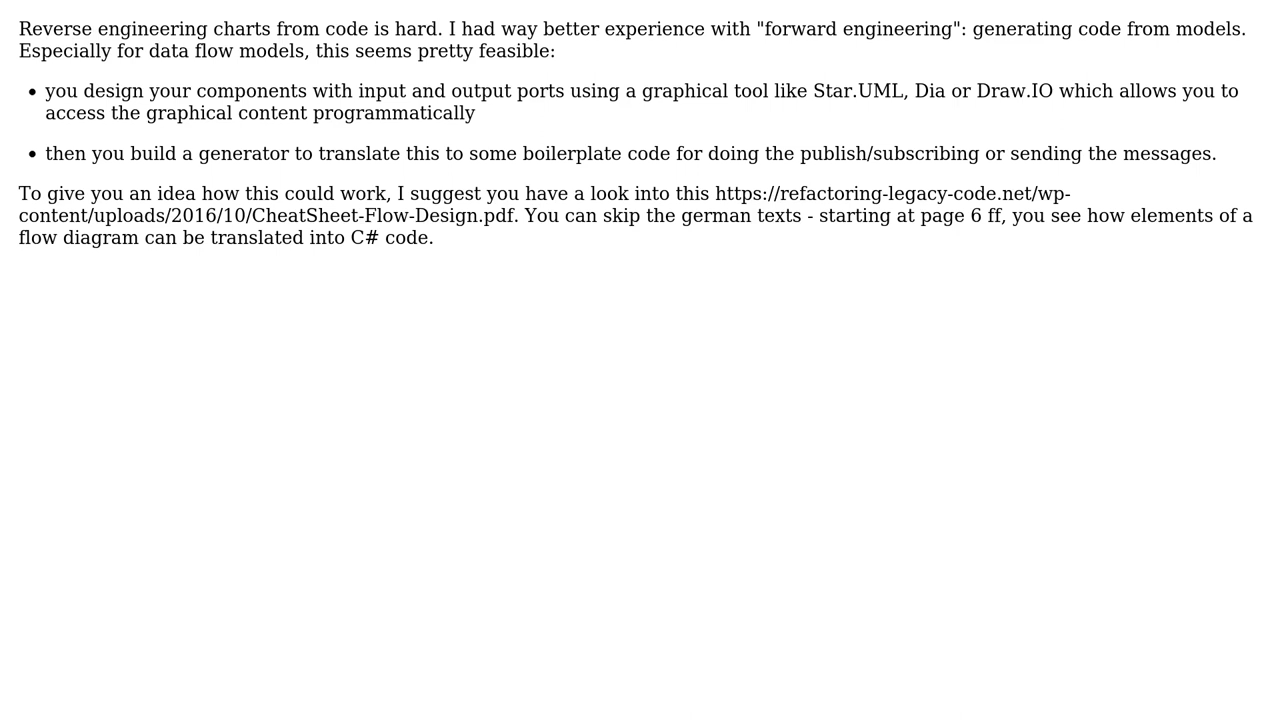 Reverse engineering charts from code is hard. I had way better experience with "forward engineering": generating code from models.
Especially for data flow models, this seems pretty feasible:
• you design your components with input and output ports using a graphical tool like Star.UML, Dia or Draw.IO which allows you to
access the graphical content programmatically
• then you build a generator to translate this to some boilerplate code for doing the publish/subscribing or sending the messages.
To give you an idea how this could work, I suggest you have a look into this https://refactoring-legacy-code.net/wp-
content/uploads/2016/10/CheatSheet-Flow-Design.pdf. You can skip the german texts - starting at page 6 ff, you see how elements of a
flow diagram can be translated into C# code.